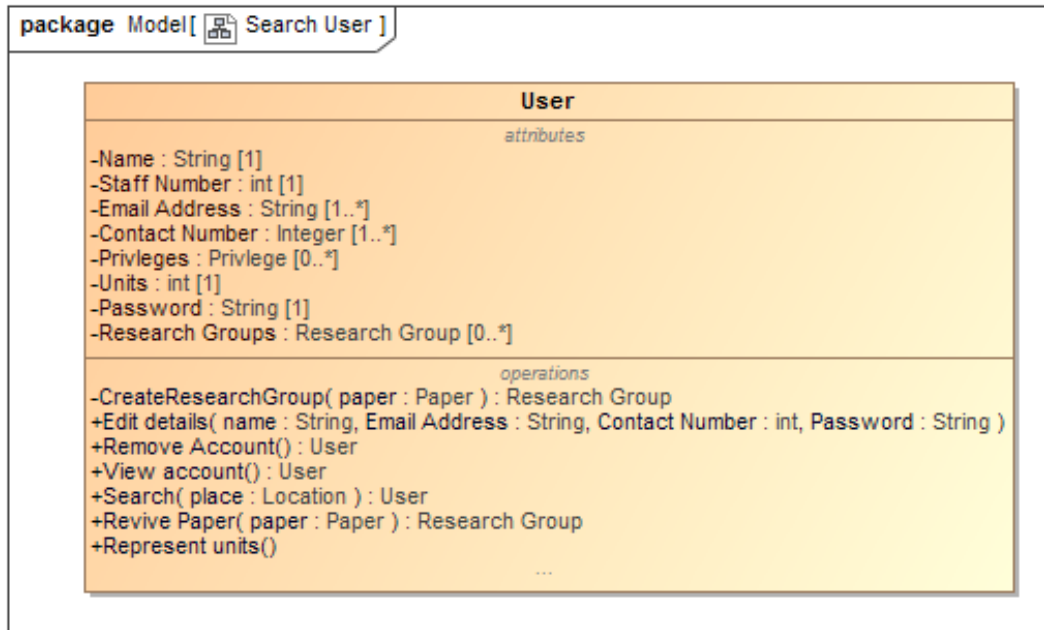 package Model[ Search User ]
User
attributes
-Name : String [1]
-Staff Number : int [1]
-Email Address : String [1..*]
-Contact Number : Integer [1..*]
-Privleges : Privlege [0..*]
-Units : int [1]
-Password : String [1]
-Research Groups : Research Group [0..*]
operations
-CreateResearchGroup( paper : Paper ) : Research Group
+Edit details( name : String, Email Address : String, Contact Number : int, Password : String )
+Remove Account() : User
+View account() : User
+Search( place : Location ) : User
+Revive Paper( paper : Paper ) : Research Group
+Represent units()
...